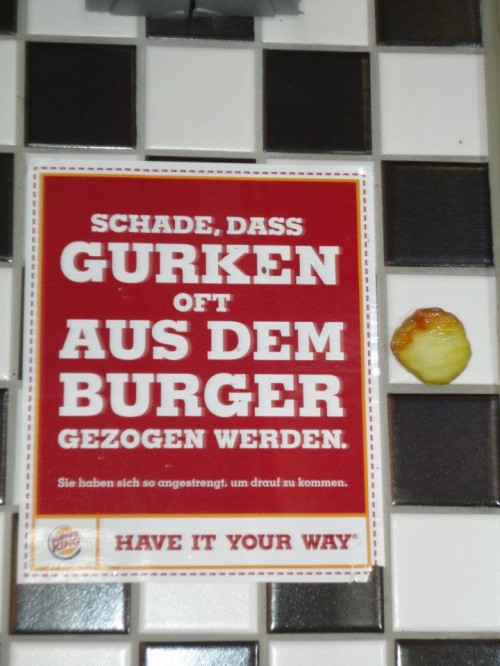 SCHADE, DASS
GURKEN
OFT
AUS DEM
BURGER
GEZOGEN WERDEN.
Sie haben sich so angestrengt, um drauf zu kommen.
BURGER
KING
HAVE IT YOUR WAY®